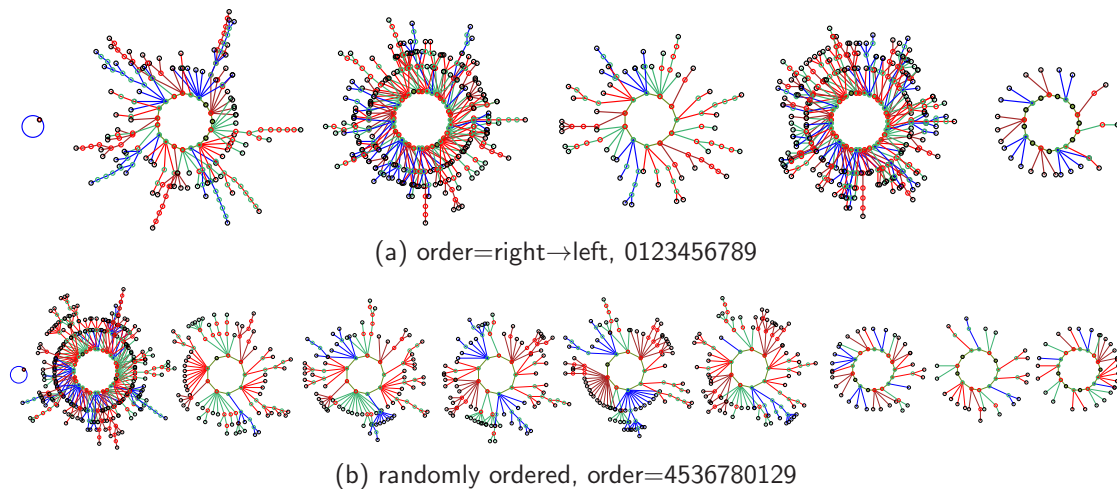 (a) order=right→left, 0123456789
(b) randomly ordered, order=4536780129